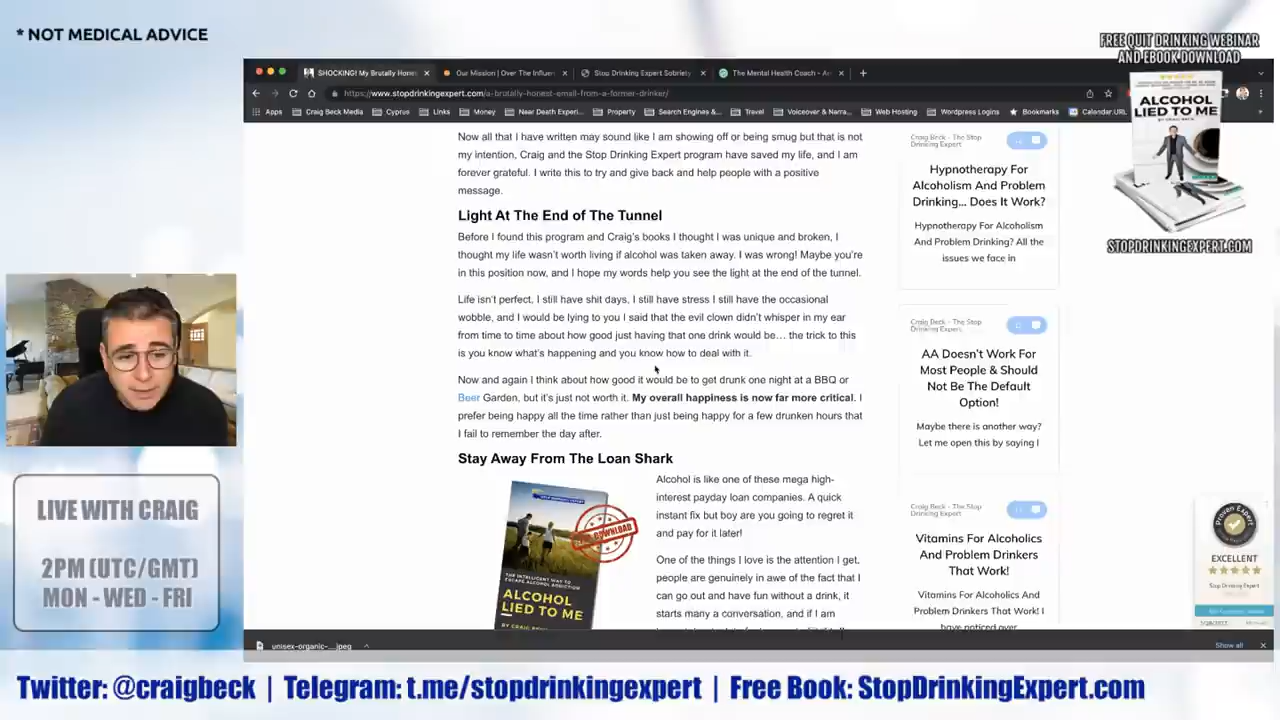 * NOT MEDICAL ADVICE
FREE QUIT DRINKING WEBINAR
AND EBOOK DOWNLOAD
ALCOHOL
LIED TO ME
BY CRAIG BECK
STOPDRINKINGEXPERT.COM
SHOCKING! My Brutally Hones
Our Mission | Over The Influen
Stop Drinking Expert Sobriety
The Mental Health Coach - A
https://www.stopdrinkingexpert.com/a-brutally-honest-email-from-a-former-drinker/
Apps
Craig Beck Media
Cyprus
Links
Money
Near Death Experi...
Property
Search Engines &...
Travel
Voiceover & Narra...
Web Hosting
Wordpress Logins
Bookmarks
Calender.URL
Now all that I have written may sound like I am showing off or being smug but that is not
my intention, Craig and the Stop Drinking Expert program have saved my life, and I am
forever grateful. I write this to try and give back and help people with a positive
message.
Light At The End of The Tunnel
Before I found this program and Craig's books I thought I was unique and broken, I
thought my life wasn't worth living if alcohol was taken away. I was wrong! Maybe you're
in this position now, and I hope my words help you see the light at the end of the tunnel.
Life isn't perfect, I still have shit days, I still have stress I still have the occasional
wobble, and I would be lying to you I said that the evil clown didn't whisper in my ear
from time to time about how good just having that one drink would be... the trick to this
is you know what's happening and you know how to deal with it.
Now and again I think about how good it would be to get drunk one night at a BBQ or
Beer Garden, but it's just not worth it. My overall happiness is now far more critical. I
prefer being happy all the time rather than just being happy for a few drunken hours that
I fail to remember the day after.
Stay Away From The Loan Shark
Alcohol is like one of these mega high-
interest payday loan companies. A quick
instant fix but boy are you going to regret it
and pay for it later!
One of the things I love is the attention I get,
people are genuinely in awe of the fact that I
can go out and have fun without a drink, it
starts many a conversation, and if I am
THE INTELLIGENT WAY TO
ESCAPE ALCOHOL ADDICTION
ALCOHOL
LIED TO ME
Craig Beck - The Stop
Drinking Expert
Hypnotherapy For
Alcoholism And Problem
Drinking... Does It Work?
Hypnotherapy For Alcoholism
And Problem Drinking? All the
issues we face in
Craig Beck - The Stop
Drinking Expert
AA Doesn't Work For
Most People & Should
Not Be The Default
Option!
Maybe there is another way?
Let me open this by saying I
Craig Beck - The Stop
Drinking Expert
Vitamins For Alcoholics
And Problem Drinkers
That Work!
Vitamins For Alcoholics And
Problem Drinkers That Work! I
have noticed over
Proven Expert
EXCELLENT
Stop Drinking Expert
unisex-organic-....jpeg
Show all
LIVE WITH CRAIG
2PM (UTC/GMT)
MON - WED - FRI
Twitter: @craigbeck | Telegram: t.me/stopdrinkingexpert | Free Book: StopDrinkingExpert.com